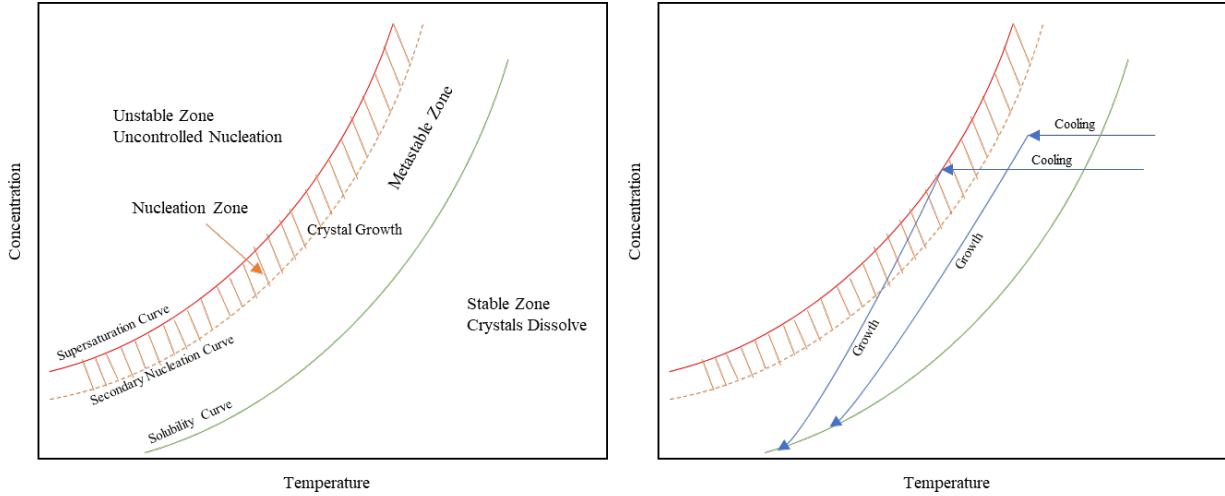 Concentration
Unstable Zone
Uncontrolled Nucleation
Nucleation Zone
Metastable Zone
Crystal Growth
Stable Zone
Crystals Dissolve
Supersaturation Curve
Secondary Nucleation Curve
Solubility Curve
Temperature
Concentration
Cooling
Cooling
Growth
Growth
Temperature